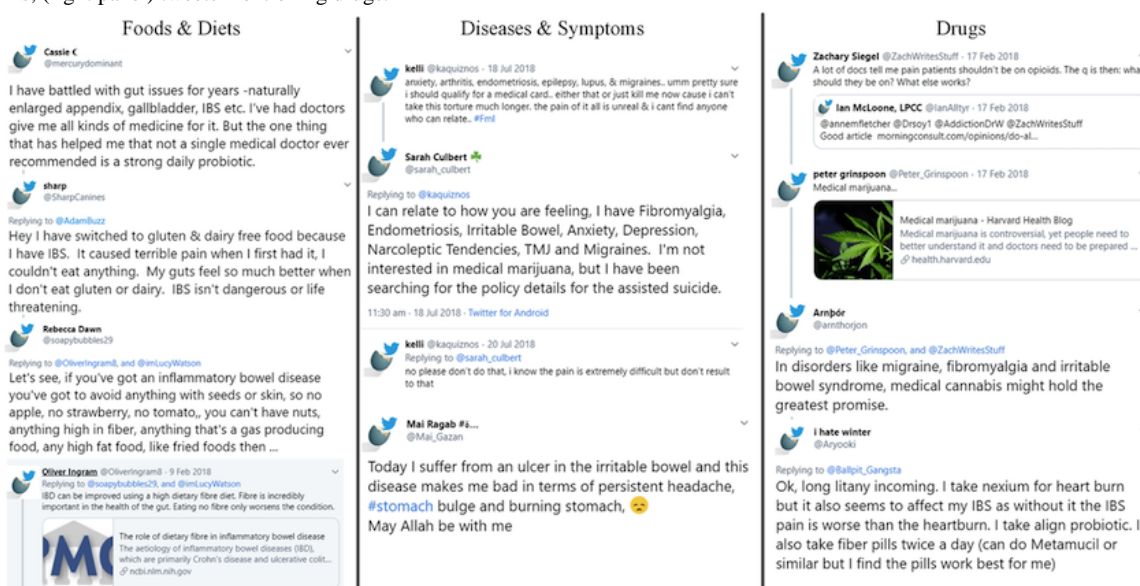 Foods & Diets
Cassie €
@mercurydominant
I have battled with gut issues for years -naturally
enlarged appendix, gallbladder, IBS etc. I've had doctors
give me all kinds of medicine for it. But the one thing
that has helped me that not a single medical doctor ever
recommended is a strong daily probiotic.
sharp
@SharpCanines
Replying to @AdamBuzz
Hey I have switched to gluten & dairy free food because
I have IBS. It caused terrible pain when I first had it, I
couldn't eat anything. My guts feel so much better when
I don't eat gluten or dairy. IBS isn't dangerous or life
threatening.
Rebecca Dawn
@soapybubbles29
Replying to @OliverIngram8, and @imLucyWatson
Let's see, if you've got an inflammatory bowel disease
you've got to avoid anything with seeds or skin, so no
apple, no strawberry, no tomato,, you can't have nuts,
anything high in fiber, anything that's a gas producing
food, any high fat food, like fried foods then ...
Oliver Ingram @OliverIngram8 · 9 Feb 2018
Replying to @soapybubbles29, and @imLucyWatson
IBD can be improved using a high dietary fibre diet. Fibre is incredibly
important in the health of the gut. Eating no fibre only worsens the condition.
The role of dietary fibre in inflammatory bowel disease
The aetiology of inflammatory bowel diseases (IBD),
which are primarily Crohn's disease and ulcerative colit...
ncbi.nlm.nih.gov
Diseases & Symptoms
kelli @kaquiznos · 18 Jul 2018
anxiety, arthritis, endometriosis, epilepsy, lupus, & migraines.. umm pretty sure
i should qualify for a medical card.. either that or just kill me now cause i can't
take this torture much longer. the pain of it all is unreal & i cant find anyone
who can relate.. #Fml
Sarah Culbert ☘
@sarah_culbert
Replying to @kaquiznos
I can relate to how you are feeling, I have Fibromyalgia,
Endometriosis, Irritable Bowel, Anxiety, Depression,
Narcoleptic Tendencies, TMJ and Migraines. I'm not
interested in medical marijuana, but I have been
searching for the policy details for the assisted suicide.
11:30 am · 18 Jul 2018 · Twitter for Android
kelli @kaquiznos · 20 Jul 2018
Replying to @sarah_culbert
no please don't do that, i know the pain is extremely difficult but don't result
to that
Mai Ragab #
@Mai_Gazan
Today I suffer from an ulcer in the irritable bowel and this
disease makes me bad in terms of persistent headache,
#stomach bulge and burning stomach, 😞
May Allah be with me
Drugs
Zachary Siegel @ZachWritesStuff · 17 Feb 2018
A lot of docs tell me pain patients shouldn't be on opioids. The q is then: wha
should they be on? What else works?
Ian McLoone, LPCC @IanAltyr · 17 Feb 2018
@annemfletcher @Drsoy1 @AddictionDrW @ZachWritesStuff
Good article morningconsult.com/opinions/do-al...
peter grinspoon @Peter_Grinspoon · 17 Feb 2018
Medical marijuana...
Medical marijuana - Harvard Health Blog
Medical marijuana is controversial, yet people need to
better understand it and doctors need to be prepared ...
health.harvard.edu
Arnþór
@arnthorjon
Replying to @Peter_Grinspoon, and @ZachWritesStuff
In disorders like migraine, fibromyalgia and irritable
bowel syndrome, medical cannabis might hold the
greatest promise.
i hate winter
@Aryooki
Replying to @Ballpit_Gangsta
Ok, long litany incoming. I take nexium for heart burn
but it also seems to affect my IBS as without it the IBS
pain is worse than the heartburn. I take align probiotic. I
also take fiber pills twice a day (can do Metamucil or
similar but I find the pills work best for me)